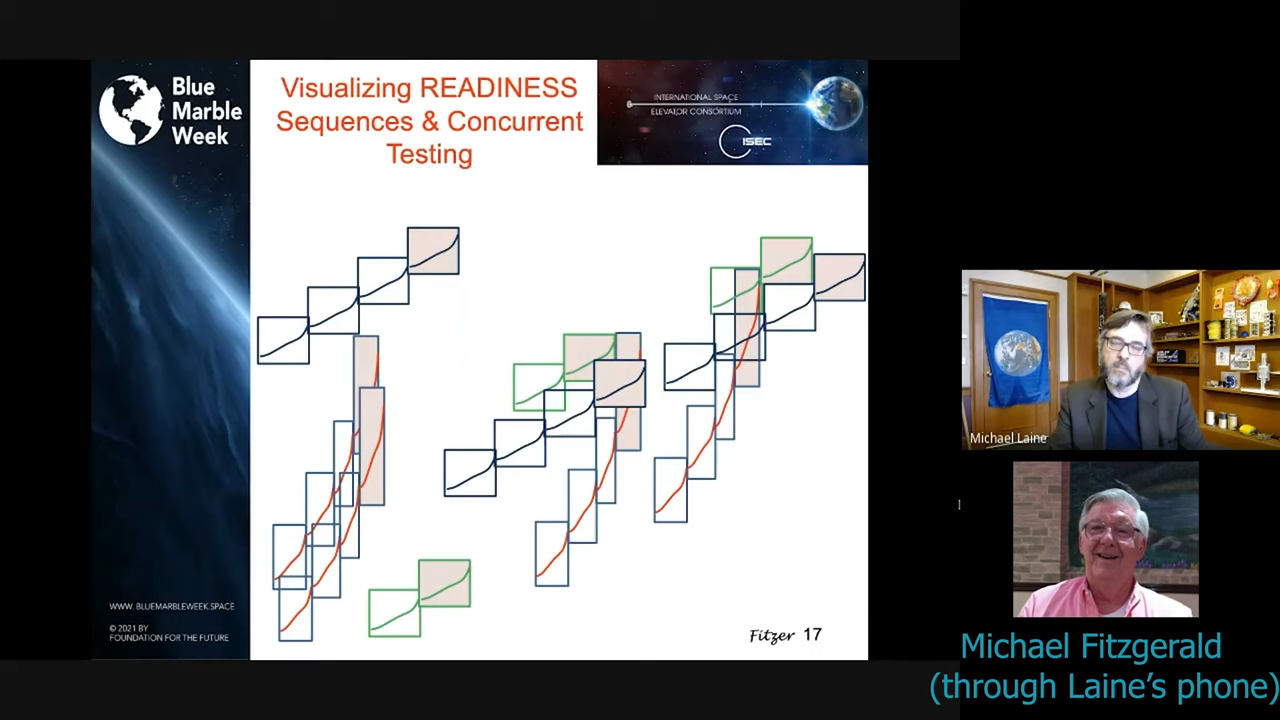 Blue
Marble
Week
Visualizing READINESS
Sequences & Concurrent
Testing
INTERNATIONAL SPACE
ELEVATOR CONSORTIUM
ISEC
WWW. BLUEMARBLEWEEK.SPACE
© 2021 BY
FOUNDATION FOR THE FUTURE
Fitzer 17
Michael Laine
Michael Fitzgerald
(through Laine's phone)